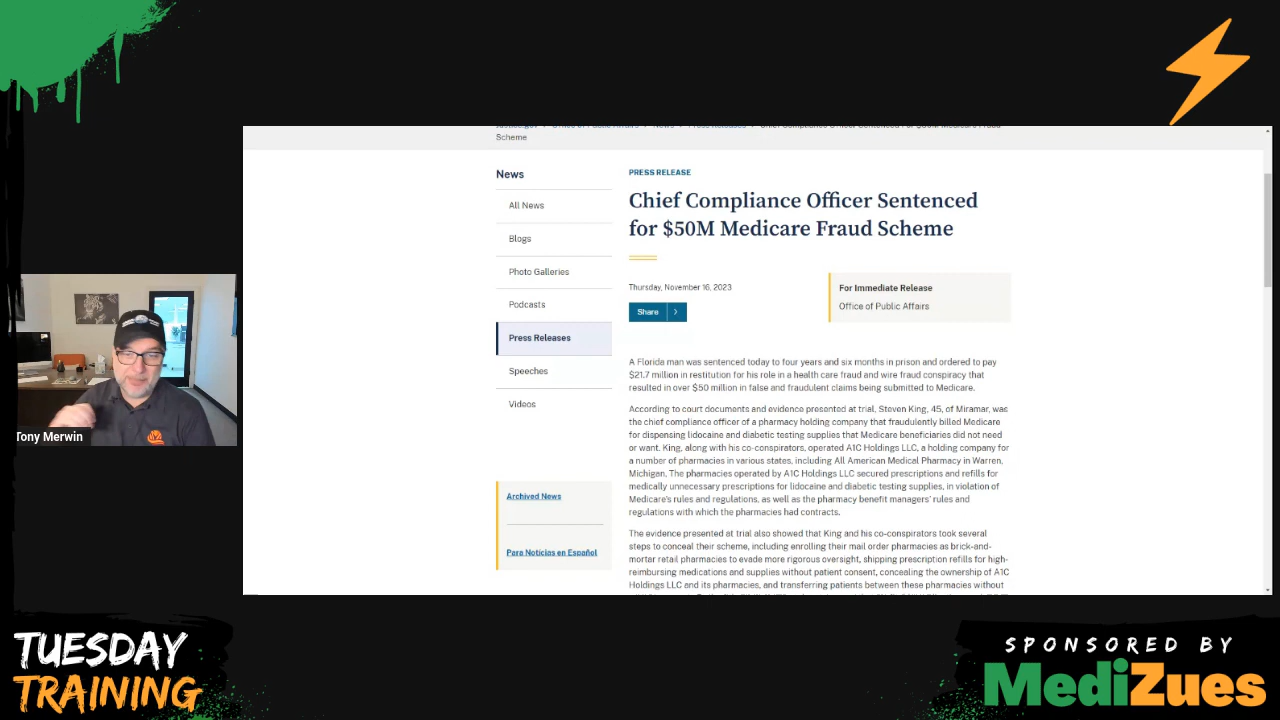 Scheme
News
All News
Blogs
Photo Galleries
Podcasts
Press Releases
Speeches
Videos
Archived News
Para Noticias en Español
PRESS RELEASE
Chief Compliance Officer Sentenced
for $50M Medicare Fraud Scheme
Thursday, November 16, 2023
Share
For Immediate Release
Office of Public Affairs
A Florida man was sentenced today to four years and six months in prison and ordered to pay
$21.7 million in restitution for his role in a health care fraud and wire fraud conspiracy that
resulted in over $50 million in false and fraudulent claims being submitted to Medicare.
According to court documents and evidence presented at trial, Steven King, 45, of Miramar, was
the chief compliance officer of a pharmacy holding company that fraudulently billed Medicare
for dispensing lidocaine and diabetic testing supplies that Medicare beneficiaries did not need
or want. King, along with his co-conspirators, operated A1C Holdings LLC, a holding company for
a number of pharmacies in various states, including All American Medical Pharmacy in Warren,
Michigan. The pharmacies operated by A1C Holdings LLC secured prescriptions and refills for
medically unnecessary prescriptions for lidocaine and diabetic testing supplies, in violation of
Medicare's rules and regulations, as well as the pharmacy benefit managers' rules and
regulations with which the pharmacies had contracts.
The evidence presented at trial also showed that King and his co-conspirators took several
steps to conceal their scheme, including enrolling their mail order pharmacies as brick-and-
mortar retail pharmacies to evade more rigorous oversight, shipping prescription refills for high-
reimbursing medications and supplies without patient consent, concealing the ownership of A1C
Holdings LLC and its pharmacies, and transferring patients between these pharmacies without
Tony Merwin
TUESDAY
TRAINING
SPONSORED BY
MediZues